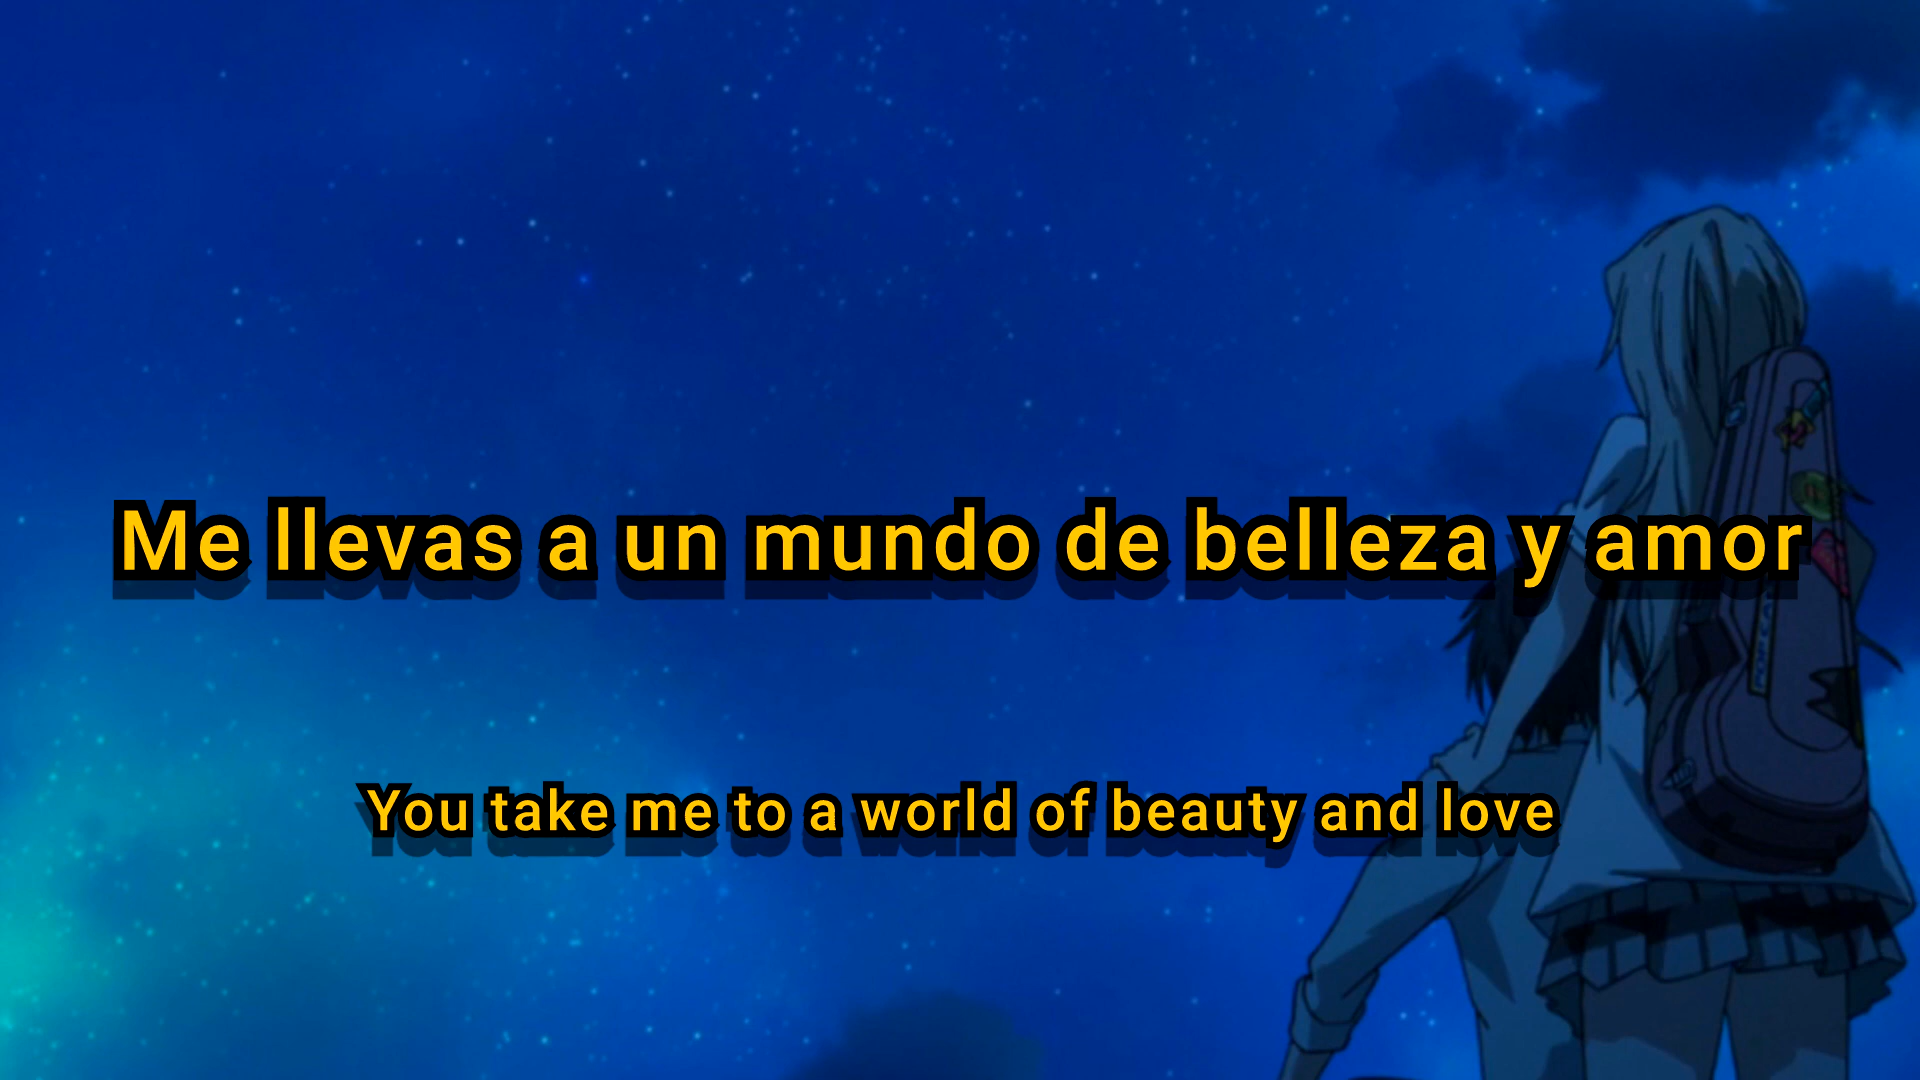 Me llevas a un mundo de belleza y amor
You take me to a world of beauty and love